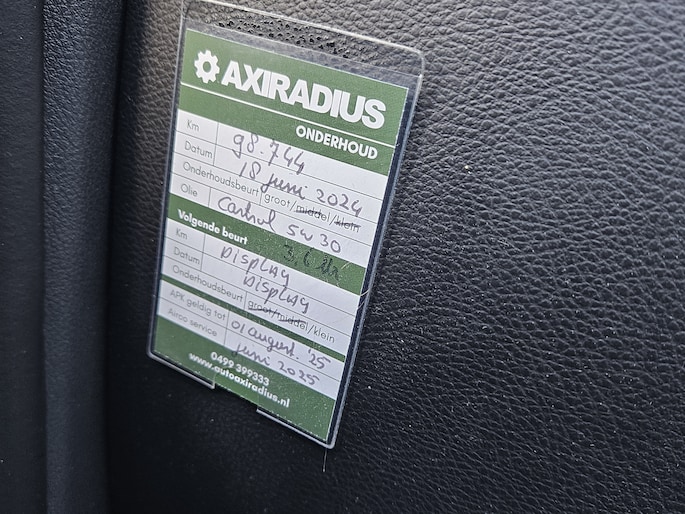 AXIRADIUS
ONDERHOUD
Km 98.744
Datum 18 juni 2024
Onderhoudsbeurt groot/middel/klein
Olie Castrol 5w30
Volgende beurt 3,6 ltr
Km Display
Datum Display
Onderhoudsbeurt groot/middel/klein
APK geldig tot 01 august. '25
Airco service juni 2025
0499 399333
www.autoaxiradius.nl